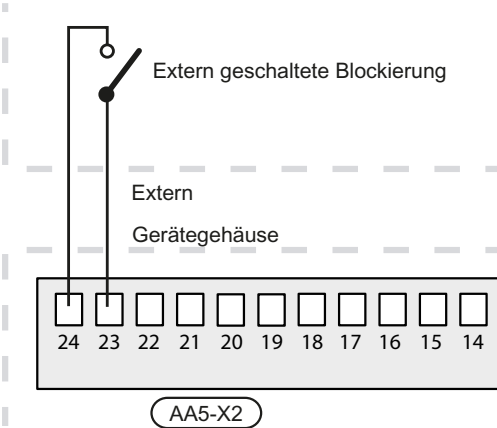 Extern geschaltete Blockierung
Extern
Gerätegehäuse
24 23 22 21 20 19 18 17 16 15 14
AA5-X2